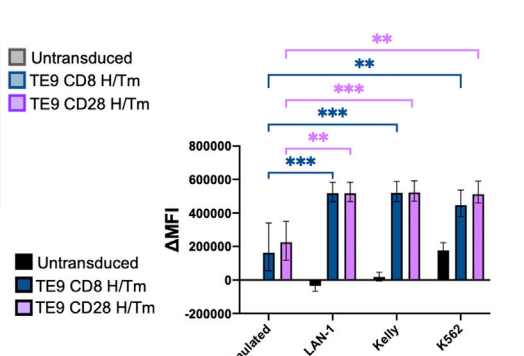 Untransduced
TE9 CD8 H/Tm
TE9 CD28 H/Tm
Untransduced
TE9 CD8 H/Tm
TE9 CD28 H/Tm
**
**
***
***
**
***
ΔMFI
800000
600000
400000
200000
0
-200000
LAN-1
Kelly
K562